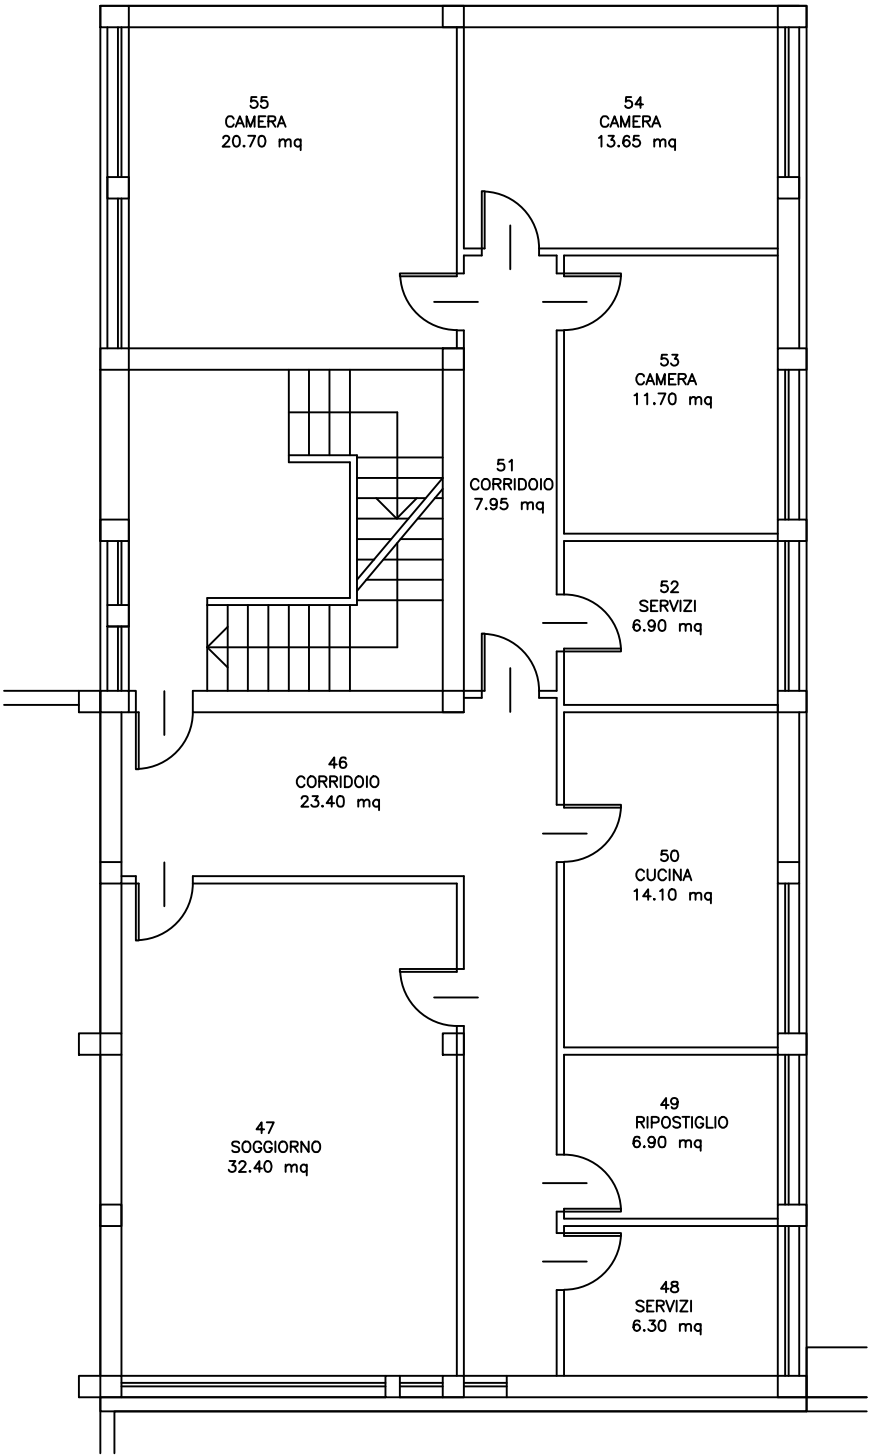 55
CAMERA
20.70 mq
54
CAMERA
13.65 mq
53
CAMERA
11.70 mq
51
CORRIDOIO
7.95 mq
52
SERVIZI
6.90 mq
46
CORRIDOIO
23.40 mq
50
CUCINA
14.10 mq
49
RIPOSTIGLIO
6.90 mq
47
SOGGIORNO
32.40 mq
48
SERVIZI
6.30 mq